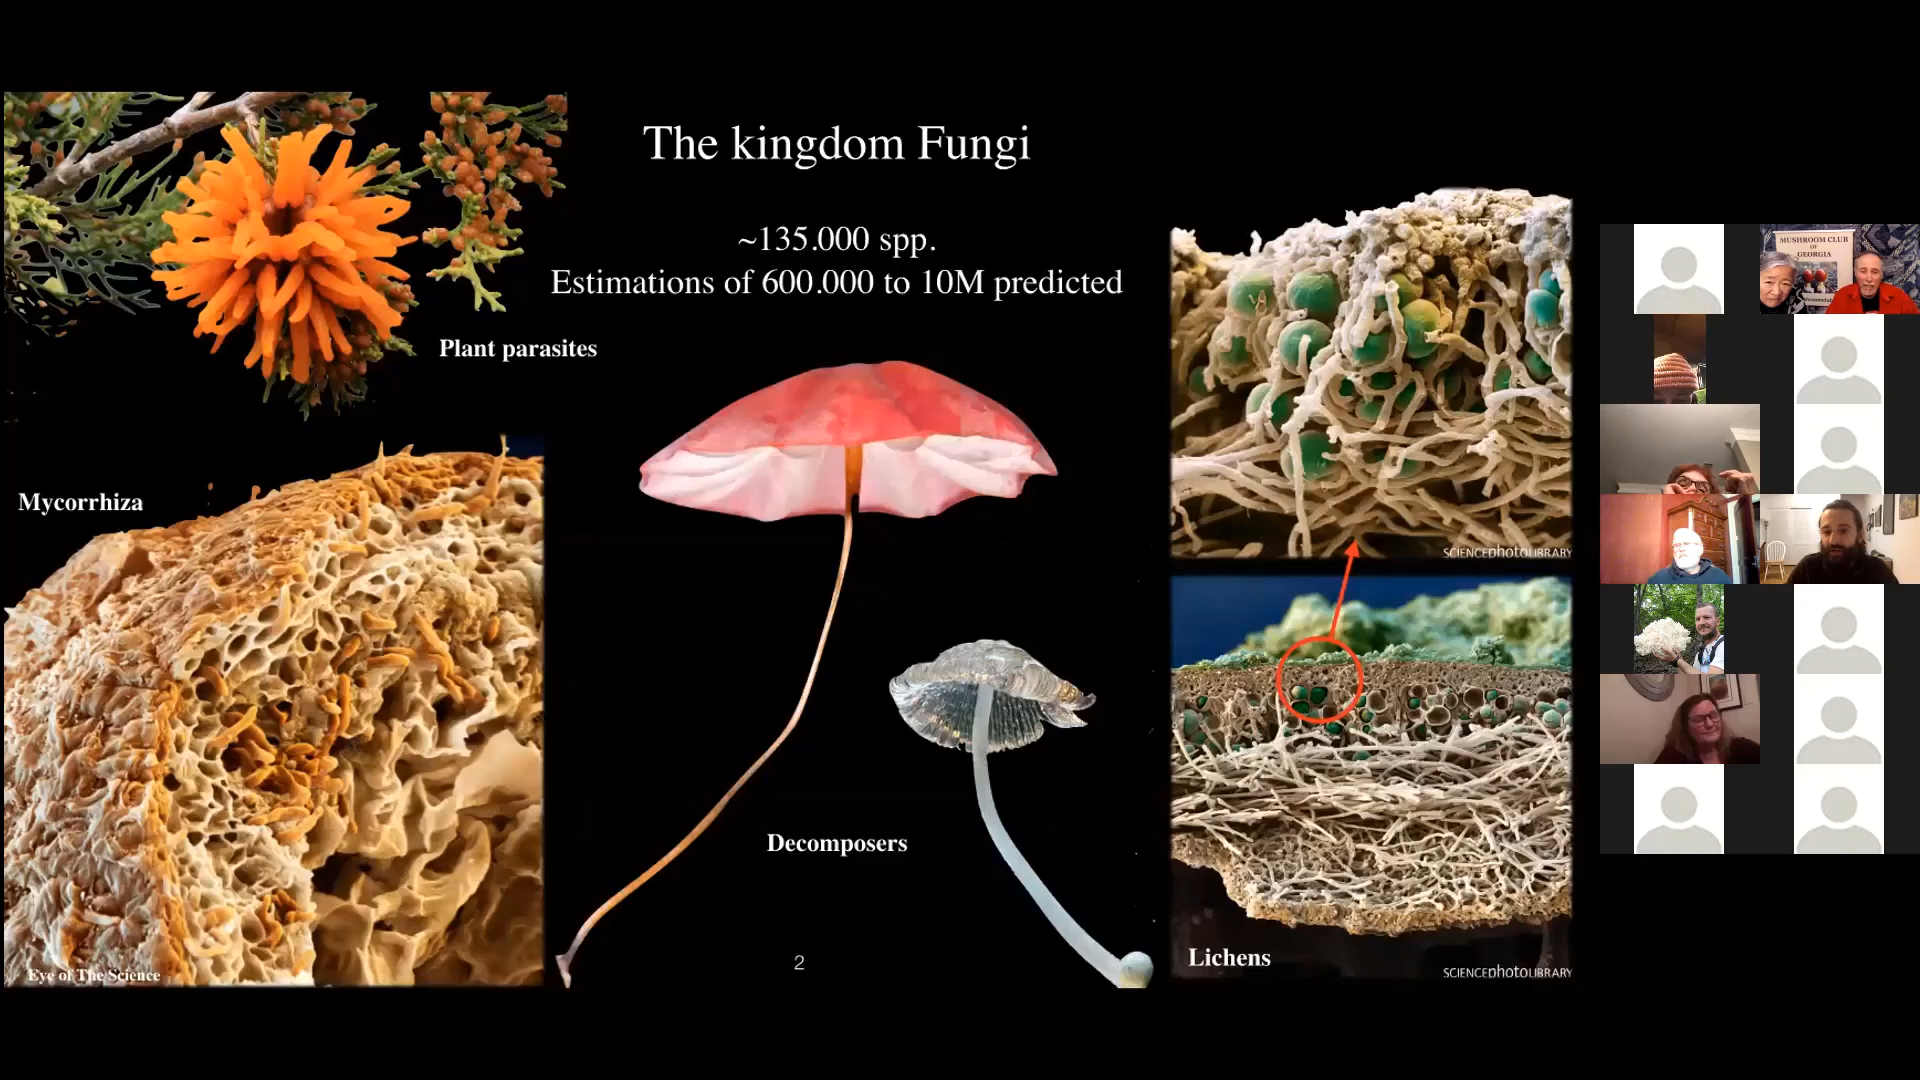 The kingdom Fungi
~135.000 spp.
Estimations of 600.000 to 10M predicted
Plant parasites
Mycorrhiza
Eye of The Science
Decomposers
2
SCIENCEphotoLIBRARY
Lichens
SCIENCEphotoLIBRARY
MUSHROOM CLUB
OF
GEORGIA